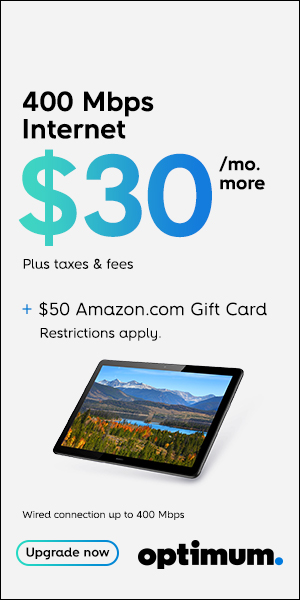 400 Mbps
Internet
$30 /mo.
more
Plus taxes & fees
+ $50 Amazon.com Gift Card
Restrictions apply.
Wired connection up to 400 Mbps
Upgrade now
optimum.